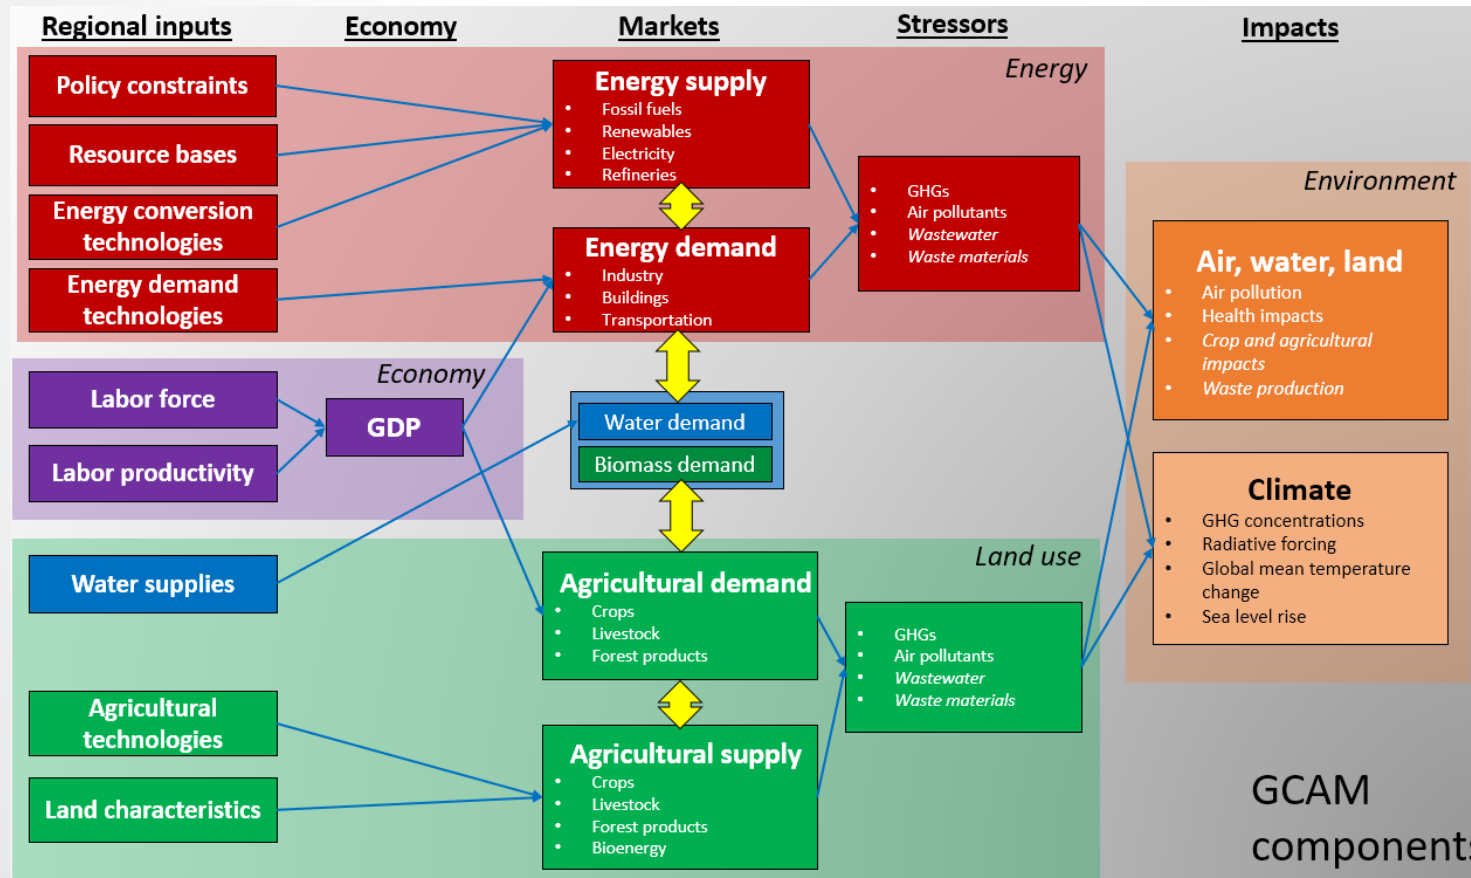 Regional inputs
Economy
Markets
Stressors
Impacts
Energy
Policy constraints
Resource bases
Energy conversion
technologies
Energy demand
technologies
Energy supply
• Fossil fuels
• Renewables
• Electricity
• Refineries
Energy demand
• Industry
• Buildings
• Transportation
• GHGs
• Air pollutants
• Wastewater
• Waste materials
Economy
Labor force
Labor productivity
GDP
Water demand
Biomass demand
Land use
Water supplies
Agricultural
technologies
Land characteristics
Agricultural demand
• Crops
• Livestock
• Forest products
Agricultural supply
• Crops
• Livestock
• Forest products
• Bioenergy
• GHGs
• Air pollutants
• Wastewater
• Waste materials
Environment
Air, water, land
• Air pollution
• Health impacts
• Crop and agricultural
impacts
• Waste production
Climate
• GHG concentrations
• Radiative forcing
• Global mean temperature
change
• Sea level rise
GCAM
components